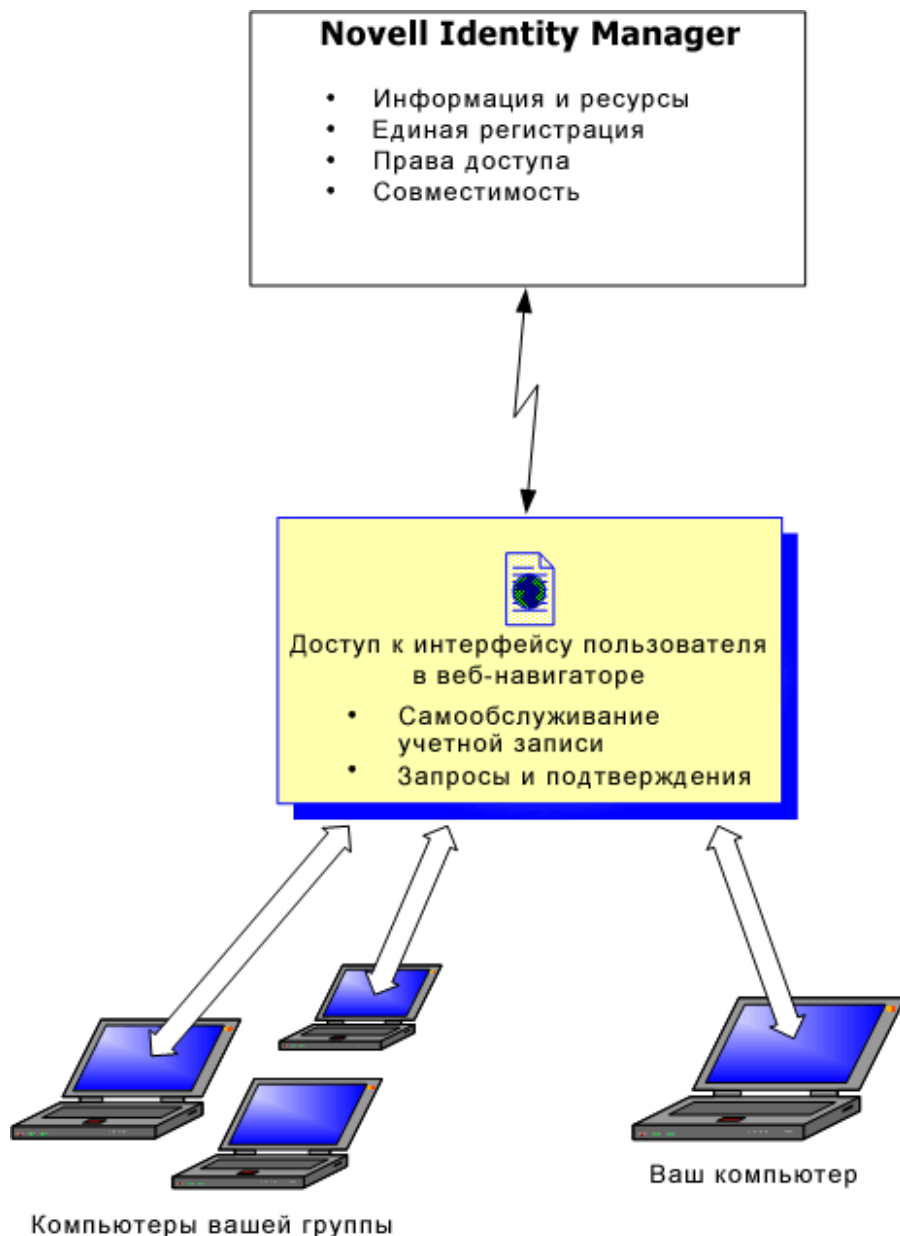 Novell Identity Manager
• Информация и ресурсы
• Единая регистрация
• Права доступа
• Совместимость
Доступ к интерфейсу пользователя
в веб-навигаторе
• Самообслуживание
учетной записи
• Запросы и подтверждения
Ваш компьютер
Компьютеры вашей группы